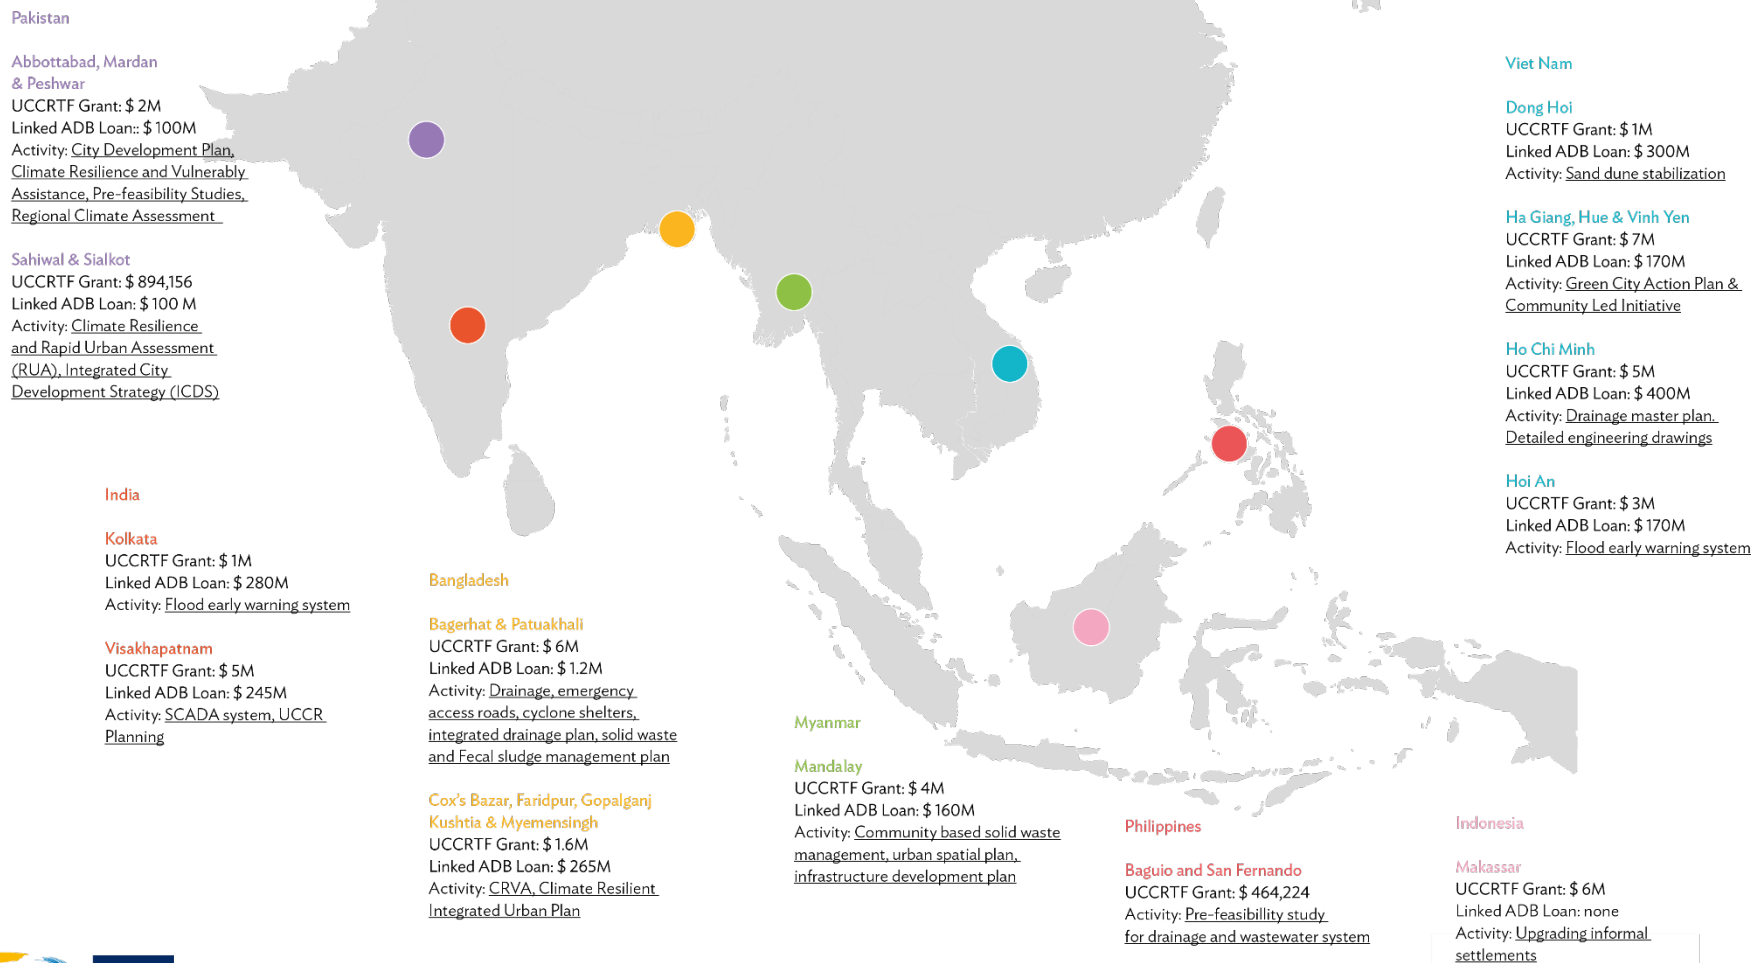 Pakistan
Abbottabad, Mardan
& Peshwar
UCCRTF Grant: $ 2M
Linked ADB Loan:: $ 100M
Activity: City Development Plan,
Climate Resilience and Vulnerably
Assistance, Pre-feasibility Studies,
Regional Climate Assessment
Sahiwal & Sialkot
UCCRTF Grant: $ 894,156
Linked ADB Loan: $ 100 M
Activity: Climate Resilience
and Rapid Urban Assessment
(RUA), Integrated City
Development Strategy (ICDS)
India
Kolkata
UCCRTF Grant: $ 1M
Linked ADB Loan: $ 280M
Activity: Flood early warning system
Visakhapatnam
UCCRTF Grant: $ 5M
Linked ADB Loan: $ 245M
Activity: SCADA system, UCCR
Planning
Bangladesh
Bagerhat & Patuakhali
UCCRTF Grant: $ 6M
Linked ADB Loan: $ 1.2M
Activity: Drainage, emergency
access roads, cyclone shelters,
integrated drainage plan, solid waste
and Fecal sludge management plan
Cox's Bazar, Faridpur, Gopalganj
Kushtia & Myemensingh
UCCRTF Grant: $ 1.6M
Linked ADB Loan: $ 265M
Activity: CRVA, Climate Resilient
Integrated Urban Plan
Myanmar
Mandalay
UCCRTF Grant: $ 4M
Linked ADB Loan: $ 160M
Activity: Community based solid waste
management, urban spatial plan,
infrastructure development plan
Philippines
Baguio and San Fernando
UCCRTF Grant: $ 464,224
Activity: Pre-feasibillity study
for drainage and wastewater system
Indonesia
Makassar
UCCRTF Grant: $ 6M
Linked ADB Loan: none
Activity: Upgrading informal
settlements
Viet Nam
Dong Hoi
UCCRTF Grant: $ 1M
Linked ADB Loan: $ 300M
Activity: Sand dune stabilization
Ha Giang, Hue & Vinh Yen
UCCRTF Grant: $ 7M
Linked ADB Loan: $ 170M
Activity: Green City Action Plan &
Community Led Initiative
Ho Chi Minh
UCCRTF Grant: $ 5M
Linked ADB Loan: $ 400M
Activity: Drainage master plan.
Detailed engineering drawings
Hoi An
UCCRTF Grant: $ 3M
Linked ADB Loan: $ 170M
Activity: Flood early warning system